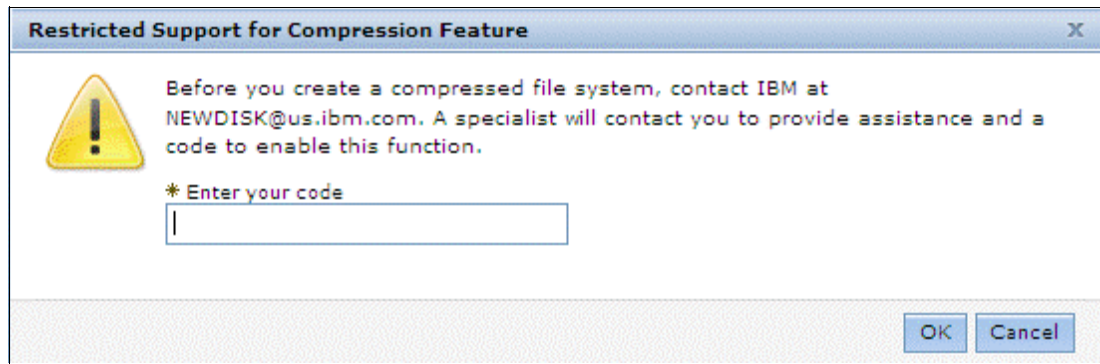 Restricted Support for Compression Feature
X
Before you create a compressed file system, contact IBM at
NEWDISK@us.ibm.com. A specialist will contact you to provide assistance and a
code to enable this function.
* Enter your code
OK Cancel